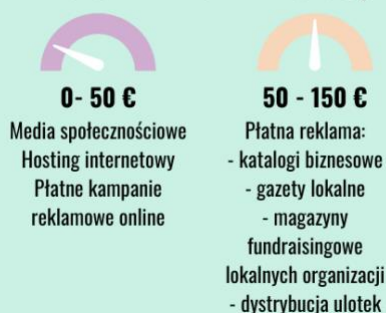 0- 50 €
Media społecznościowe
Hosting internetowy
Płatne kampanie
reklamowe online
50 - 150 €
Płatna reklama:
- katalogi biznesowe
- gazety lokalne
- magazyny
fundraisingowe
lokalnych organizacji
- dystrybucja ulotek